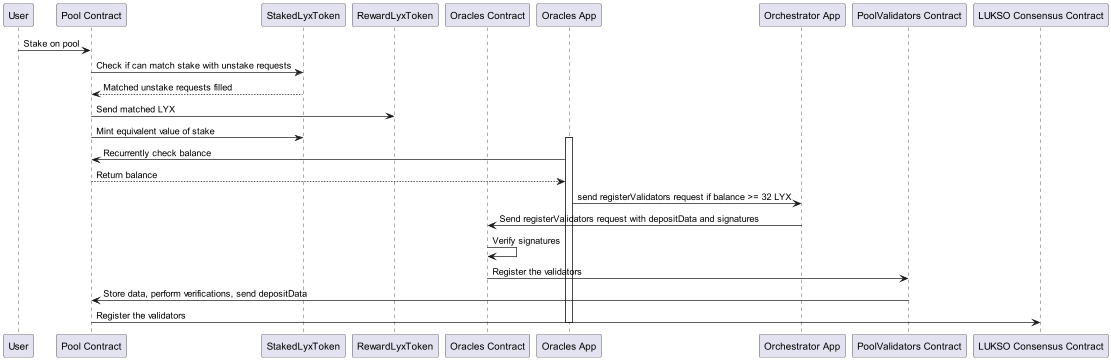 User Pool Contract StakedLyxToken RewardLyxToken Oracles Contract Oracles App Orchestrator App PoolValidators Contract LUKSO Consensus Contract
Stake on pool
Check if can match stake with unstake requests
Matched unstake requests filled
Send matched LYX
Mint equivalent value of stake
Recurrently check balance
Return balance
send registerValidators request if balance >= 32 LYX
Send registerValidators request with depositData and signatures
Verify signatures
Register the validators
Store data, perform verifications, send depositData
Register the validators
User Pool Contract StakedLyxToken RewardLyxToken Oracles Contract Oracles App Orchestrator App PoolValidators Contract LUKSO Consensus Contract